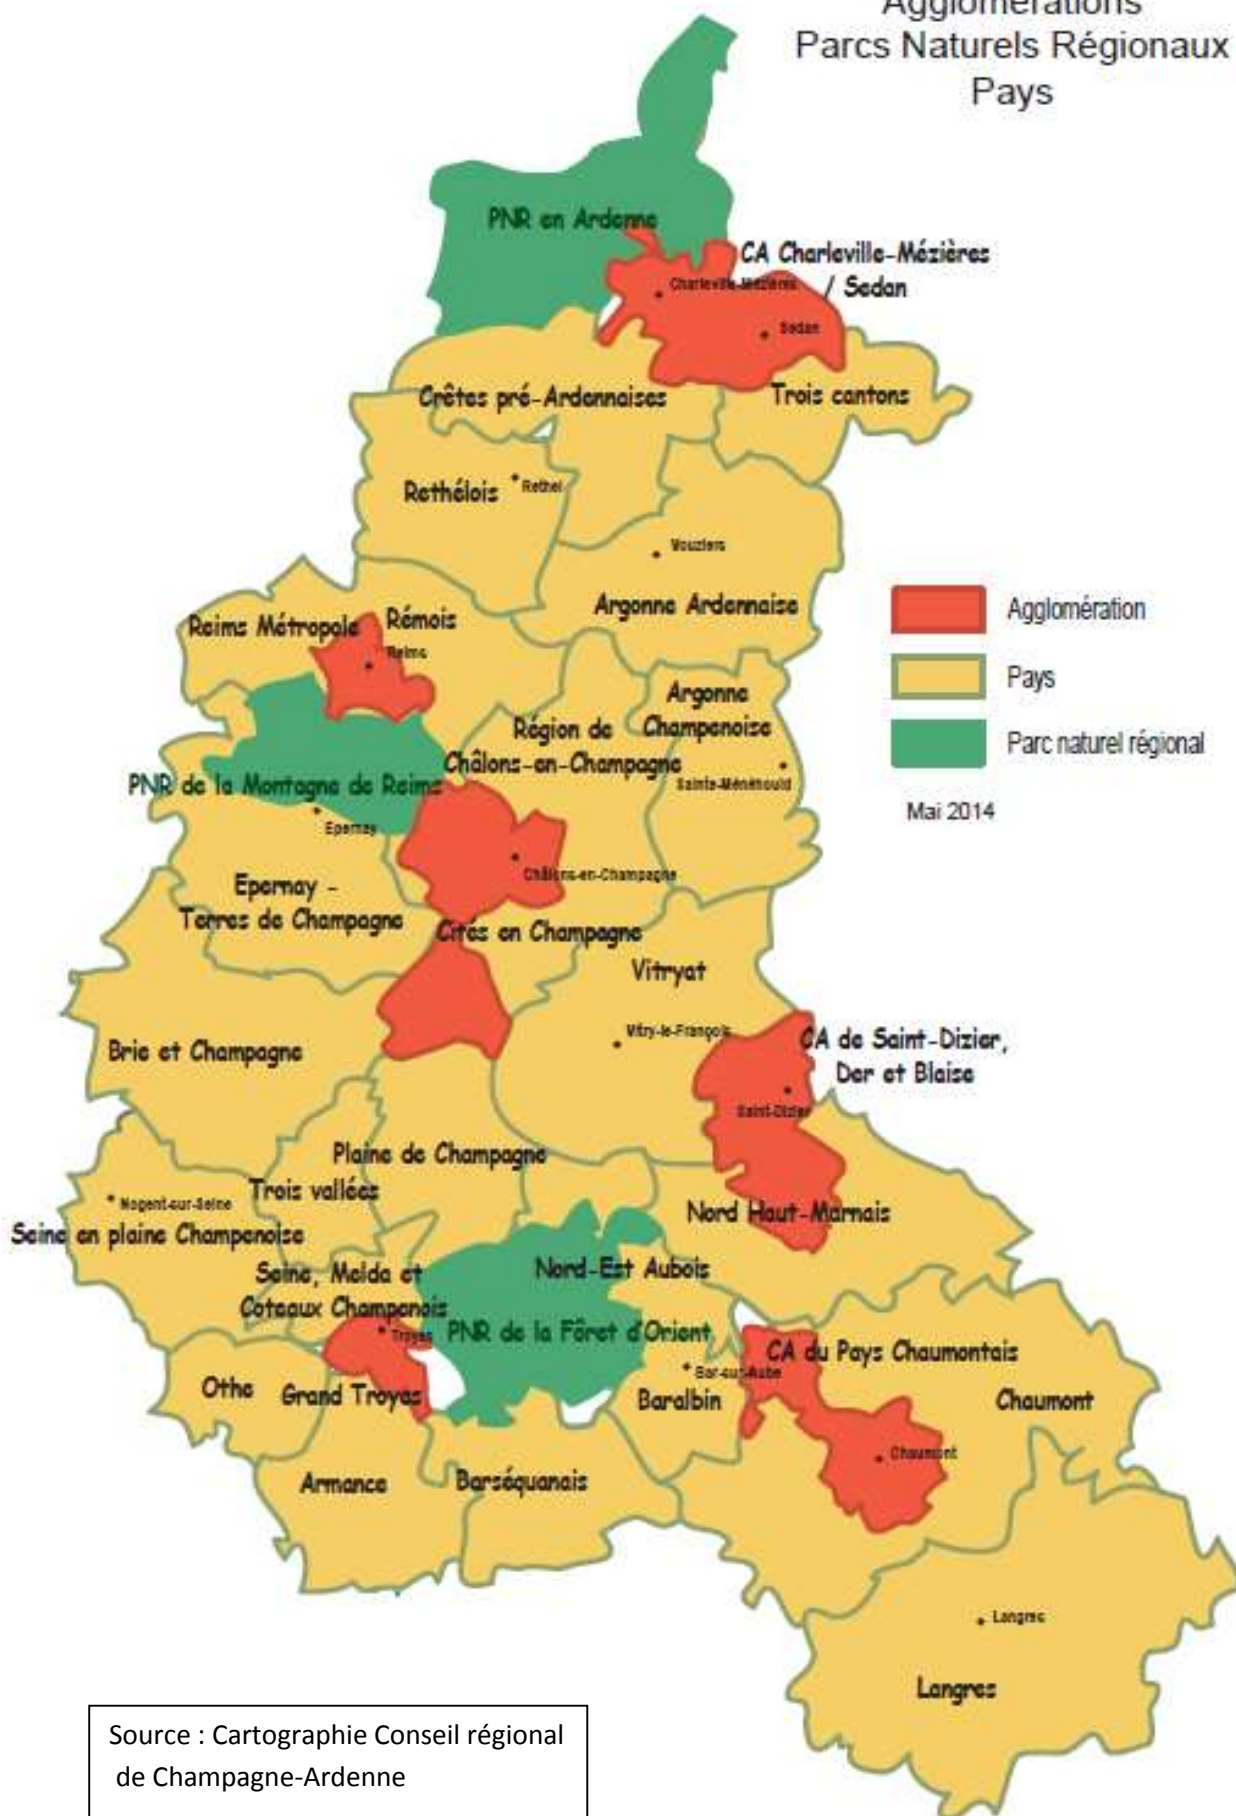 Agglomérations
Parcs Naturels Régionaux
Pays
PNR en Ardenne
CA Charleville-Mézières
/ Sedan
Charleville-Mézières
Sedan
Crêtes pré-Ardennaises
Trois cantons
Rethélois
Rethel
Vouziers
Argonne Ardennaise
Reims Métropole
Rémois
Reims
Agglomération
Pays
Parc naturel régional
Mai 2014
Argonne
Champenoise
Région de
Châlons-en-Champagne
Sainte-Ménéhould
PNR de la Montagne de Reims
Epernay
Châlons-en-Champagne
Epernay -
Terres de Champagne
Cités en Champagne
Vitryat
Vitry-le-François
Brie et Champagne
CA de Saint-Dizier,
Der et Blaise
Saint-Dizier
Plaine de Champagne
Trois vallées
Nogent-sur-Seine
Seine en plaine Champenoise
Nord Haut-Marnais
Nord-Est Aubois
Seine, Melda et
Coteaux Champenois
Troyes
PNR de la Fôret d'Orient
CA du Pays Chaumontais
Bar-sur-Aube
Othe
Grand Troyes
Baralbin
Chaumont
Chaumont
Armance
Barséquanais
Langres
Langres
Source : Cartographie Conseil régional
de Champagne-Ardenne